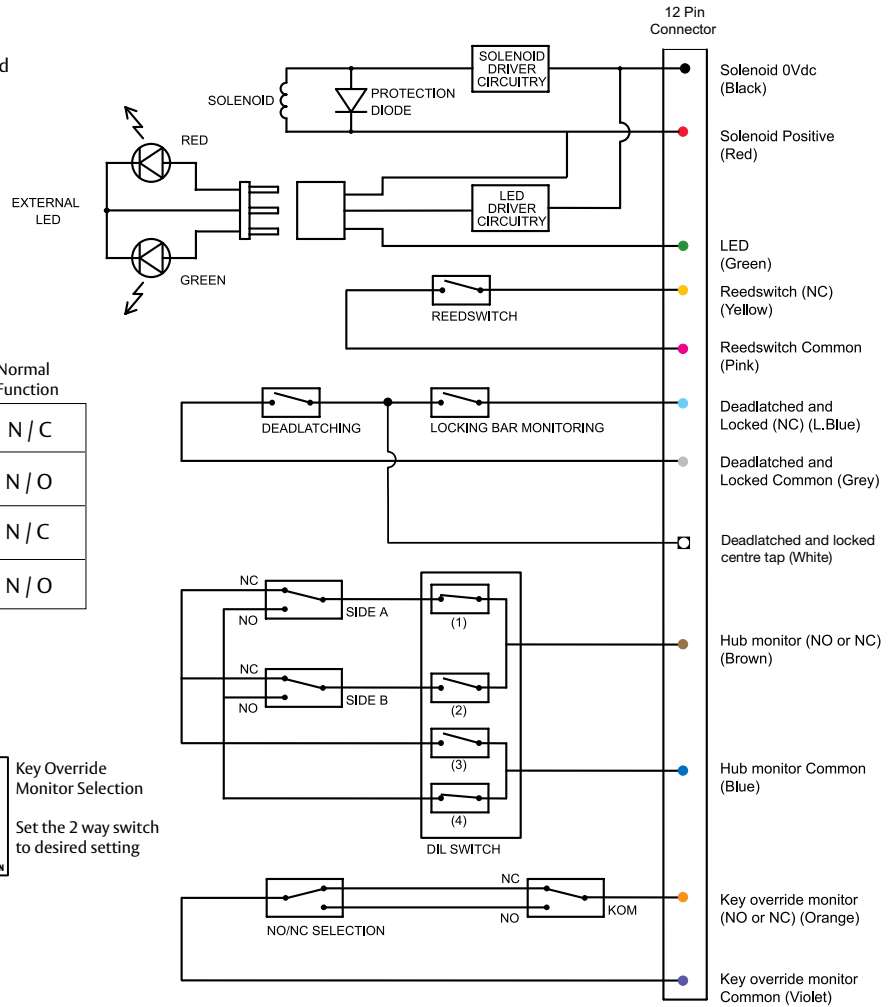 12 Pin
Connector
d
SOLENOID
DRIVER
CIRCUITRY
Solenoid 0Vdc
(Black)
SOLENOID
PROTECTION
DIODE
Solenoid Positive
(Red)
RED
EXTERNAL
LED
LED
DRIVER
CIRCUITRY
GREEN
LED
(Green)
REEDSWITCH
Reedswitch (NC)
(Yellow)
Reedswitch Common
(Pink)
Normal
Function
N / C
N / O
N / C
N / O
DEADLATCHING
LOCKING BAR MONITORING
Deadlatched and
Locked (NC) (L.Blue)
Deadlatched and
Locked Common (Grey)
Deadlatched and locked
centre tap (White)
NC
NO
SIDE A
(1)
Hub monitor (NO or NC)
(Brown)
NC
NO
SIDE B
(2)
(3)
(4)
DIL SWITCH
Hub monitor Common
(Blue)
Key Override
Monitor Selection
Set the 2 way switch
to desired setting
NC
NO
NO/NC SELECTION
KOM
Key override monitor
(NO or NC) (Orange)
Key override monitor
Common (Violet)